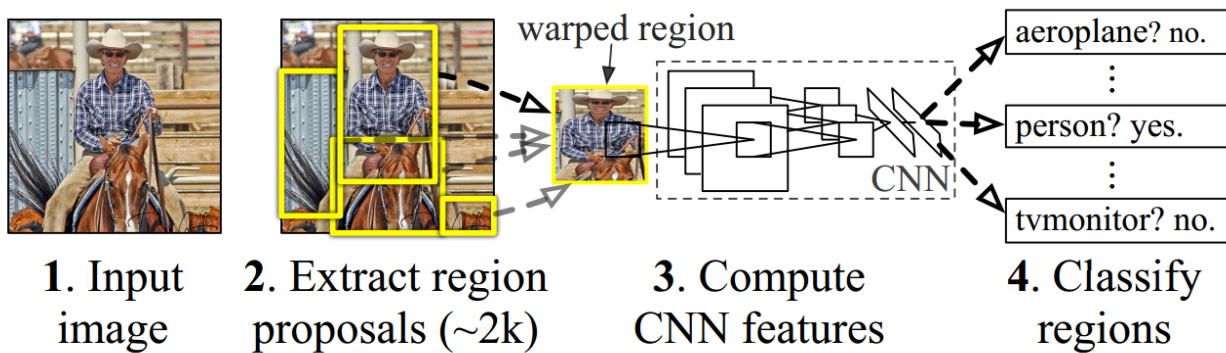 warped region
aeroplane? no.
⋮
person? yes.
⋮
tvmonitor? no.
CNN
1. Input
image
2. Extract region
proposals (~2k)
3. Compute
CNN features
4. Classify
regions